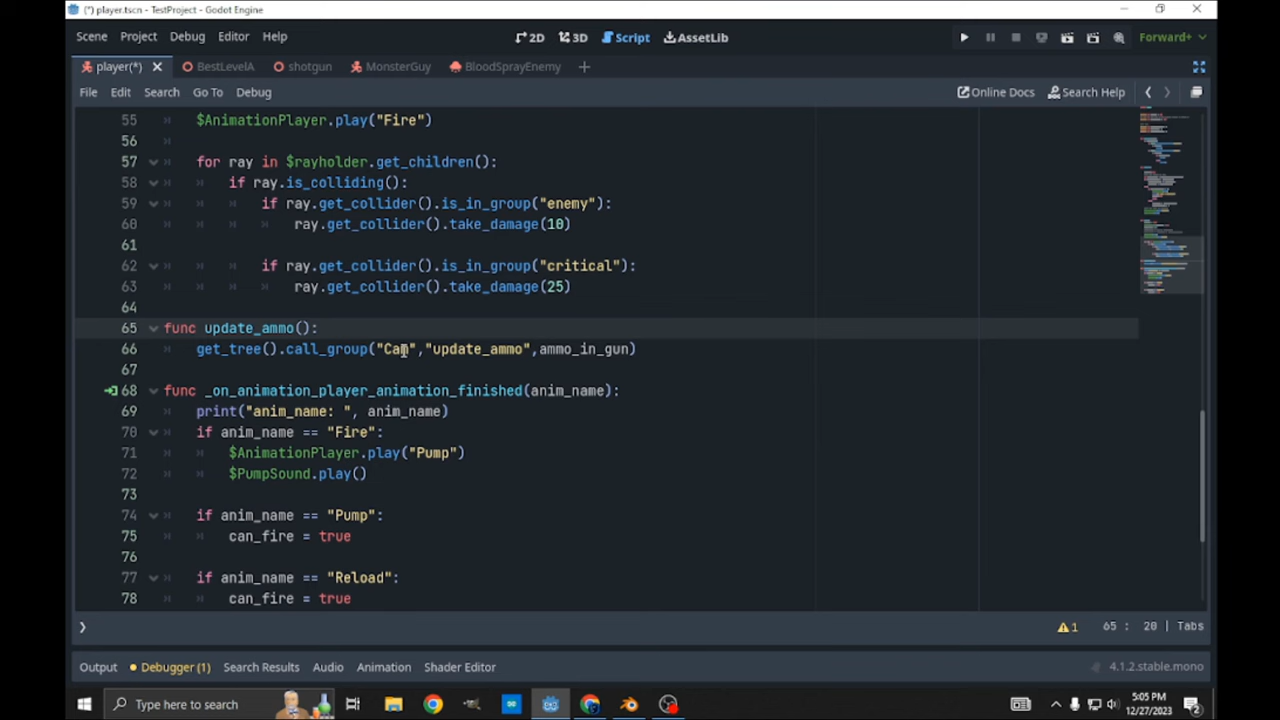 (*) player.tscn - TestProject - Godot Engine
Scene Project Debug Editor Help
2D 3D Script AssetLib
Forward+
player(*) BestLevelA shotgun MonsterGuy BloodSprayEnemy
File Edit Search Go To Debug
Online Docs Search Help
55 $AnimationPlayer.play("Fire")
56
57 for ray in $rayholder.get_children():
58 if ray.is_colliding():
59 if ray.get_collider().is_in_group("enemy"):
60 ray.get_collider().take_damage(10)
61
62 if ray.get_collider().is_in_group("critical"):
63 ray.get_collider().take_damage(25)
64
65 func update_ammo():
66 get_tree().call_group("Cam","update_ammo",ammo_in_gun)
67
68 func _on_animation_player_animation_finished(anim_name):
69 print("anim_name: ", anim_name)
70 if anim_name == "Fire":
71 $AnimationPlayer.play("Pump")
72 $PumpSound.play()
73
74 if anim_name == "Pump":
75 can_fire = true
76
77 if anim_name == "Reload":
78 can_fire = true
1 65 : 20 | Tabs
Output Debugger (1) Search Results Audio Animation Shader Editor
4.1.2.stable.mono
Type here to search
5:05 PM
12/27/2023
2